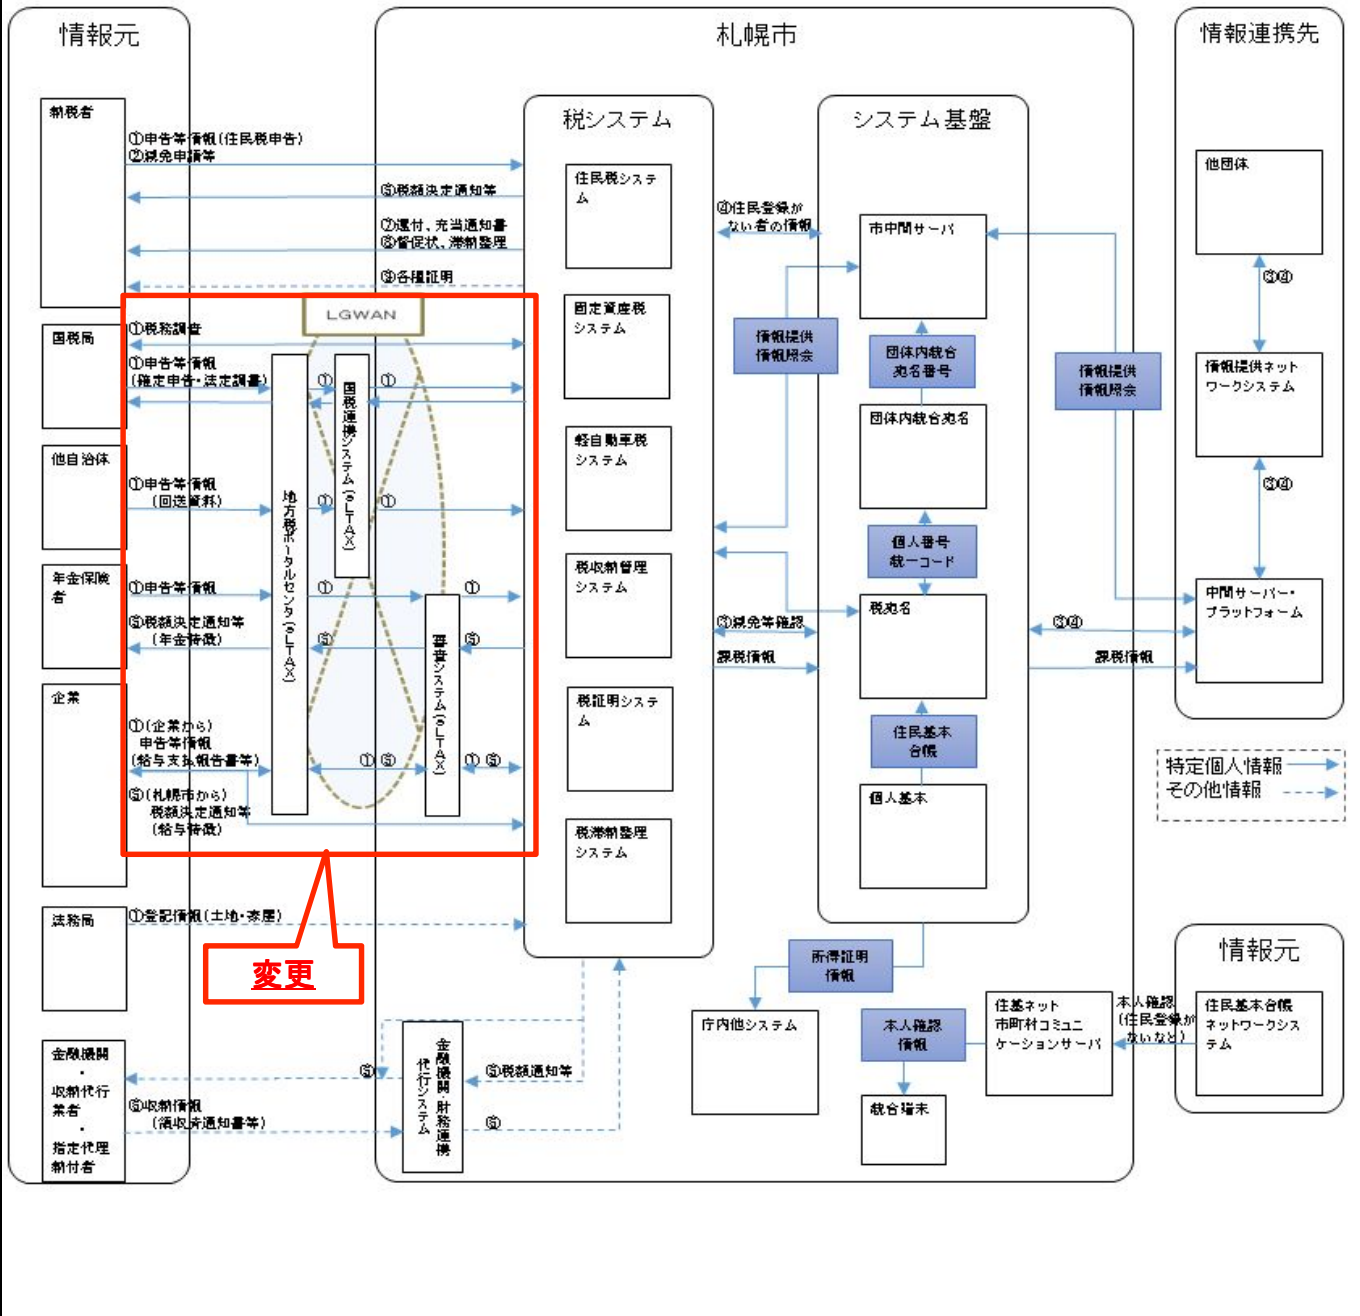 情報元
札幌市
情報連携先
納税者
①申告等情報(住民税申告)
②減免申請等
⑤税額決定通知等
⑦還付、充当通知書
⑧督促状、滞納整理
⑨各種証明
国税局
①税務調査
①申告等情報
(確定申告・法定調書)
他自治体
①申告等情報
(回送資料)
年金保険
者
①申告等情報
⑤税額決定通知等
(年金特徴)
企業
①(企業から)
申告等情報
(給与支払報告書等)
⑤(札幌市から)
税額決定通知等
(給与特徴)
法務局
①登記情報(土地・家屋)
変更
金融機関
・
収納代行
業者
・
指定代理
納付者
⑥収納情報
(領収済通知書等)
LGWAN
地方税ポータルセンタ(eLTAX)
国税連携システム(eLTAX)
審査システム(eLTAX)
①
①
①
①
①
①
⑤
⑤
① ⑤
① ⑤
税システム
住民税システ
ム
固定資産税
システム
軽自動車税
システム
税収納管理
システム
税証明システ
ム
税滞納整理
システム
金融機関・財務連携
代行システム
⑤
⑤税額通知等
⑥
システム基盤
④住民登録が
ない者の情報
情報提供
情報照会
市中間サーバ
団体内統合
宛名番号
団体内統合宛名
個人番号
統一コード
税宛名
③減免等確認
課税情報
住民基本
台帳
個人基本
所得証明
情報
庁内他システム
本人確認
情報
統合端末
住基ネット
市町村コミュニ
ケーションサーバ
本人確認
(住民登録が
ないなど)
情報提供
情報照会
③④
課税情報
他団体
③④
情報提供ネット
ワークシステム
③④
中間サーバー・
プラットフォーム
特定個人情報
その他情報
情報元
住民基本台帳
ネットワークシス
テム